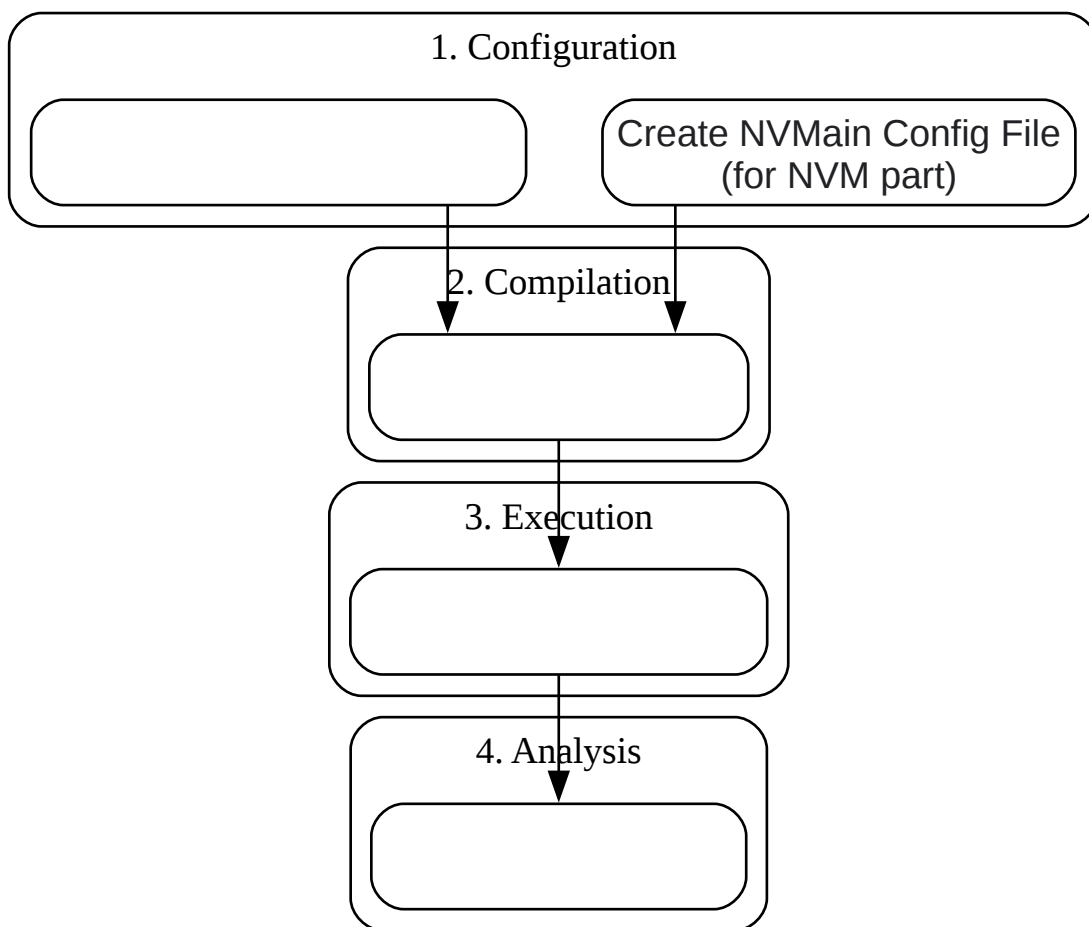 1. Configuration
Create NVMain Config File
(for NVM part)
2. Compilation
3. Execution
4. Analysis